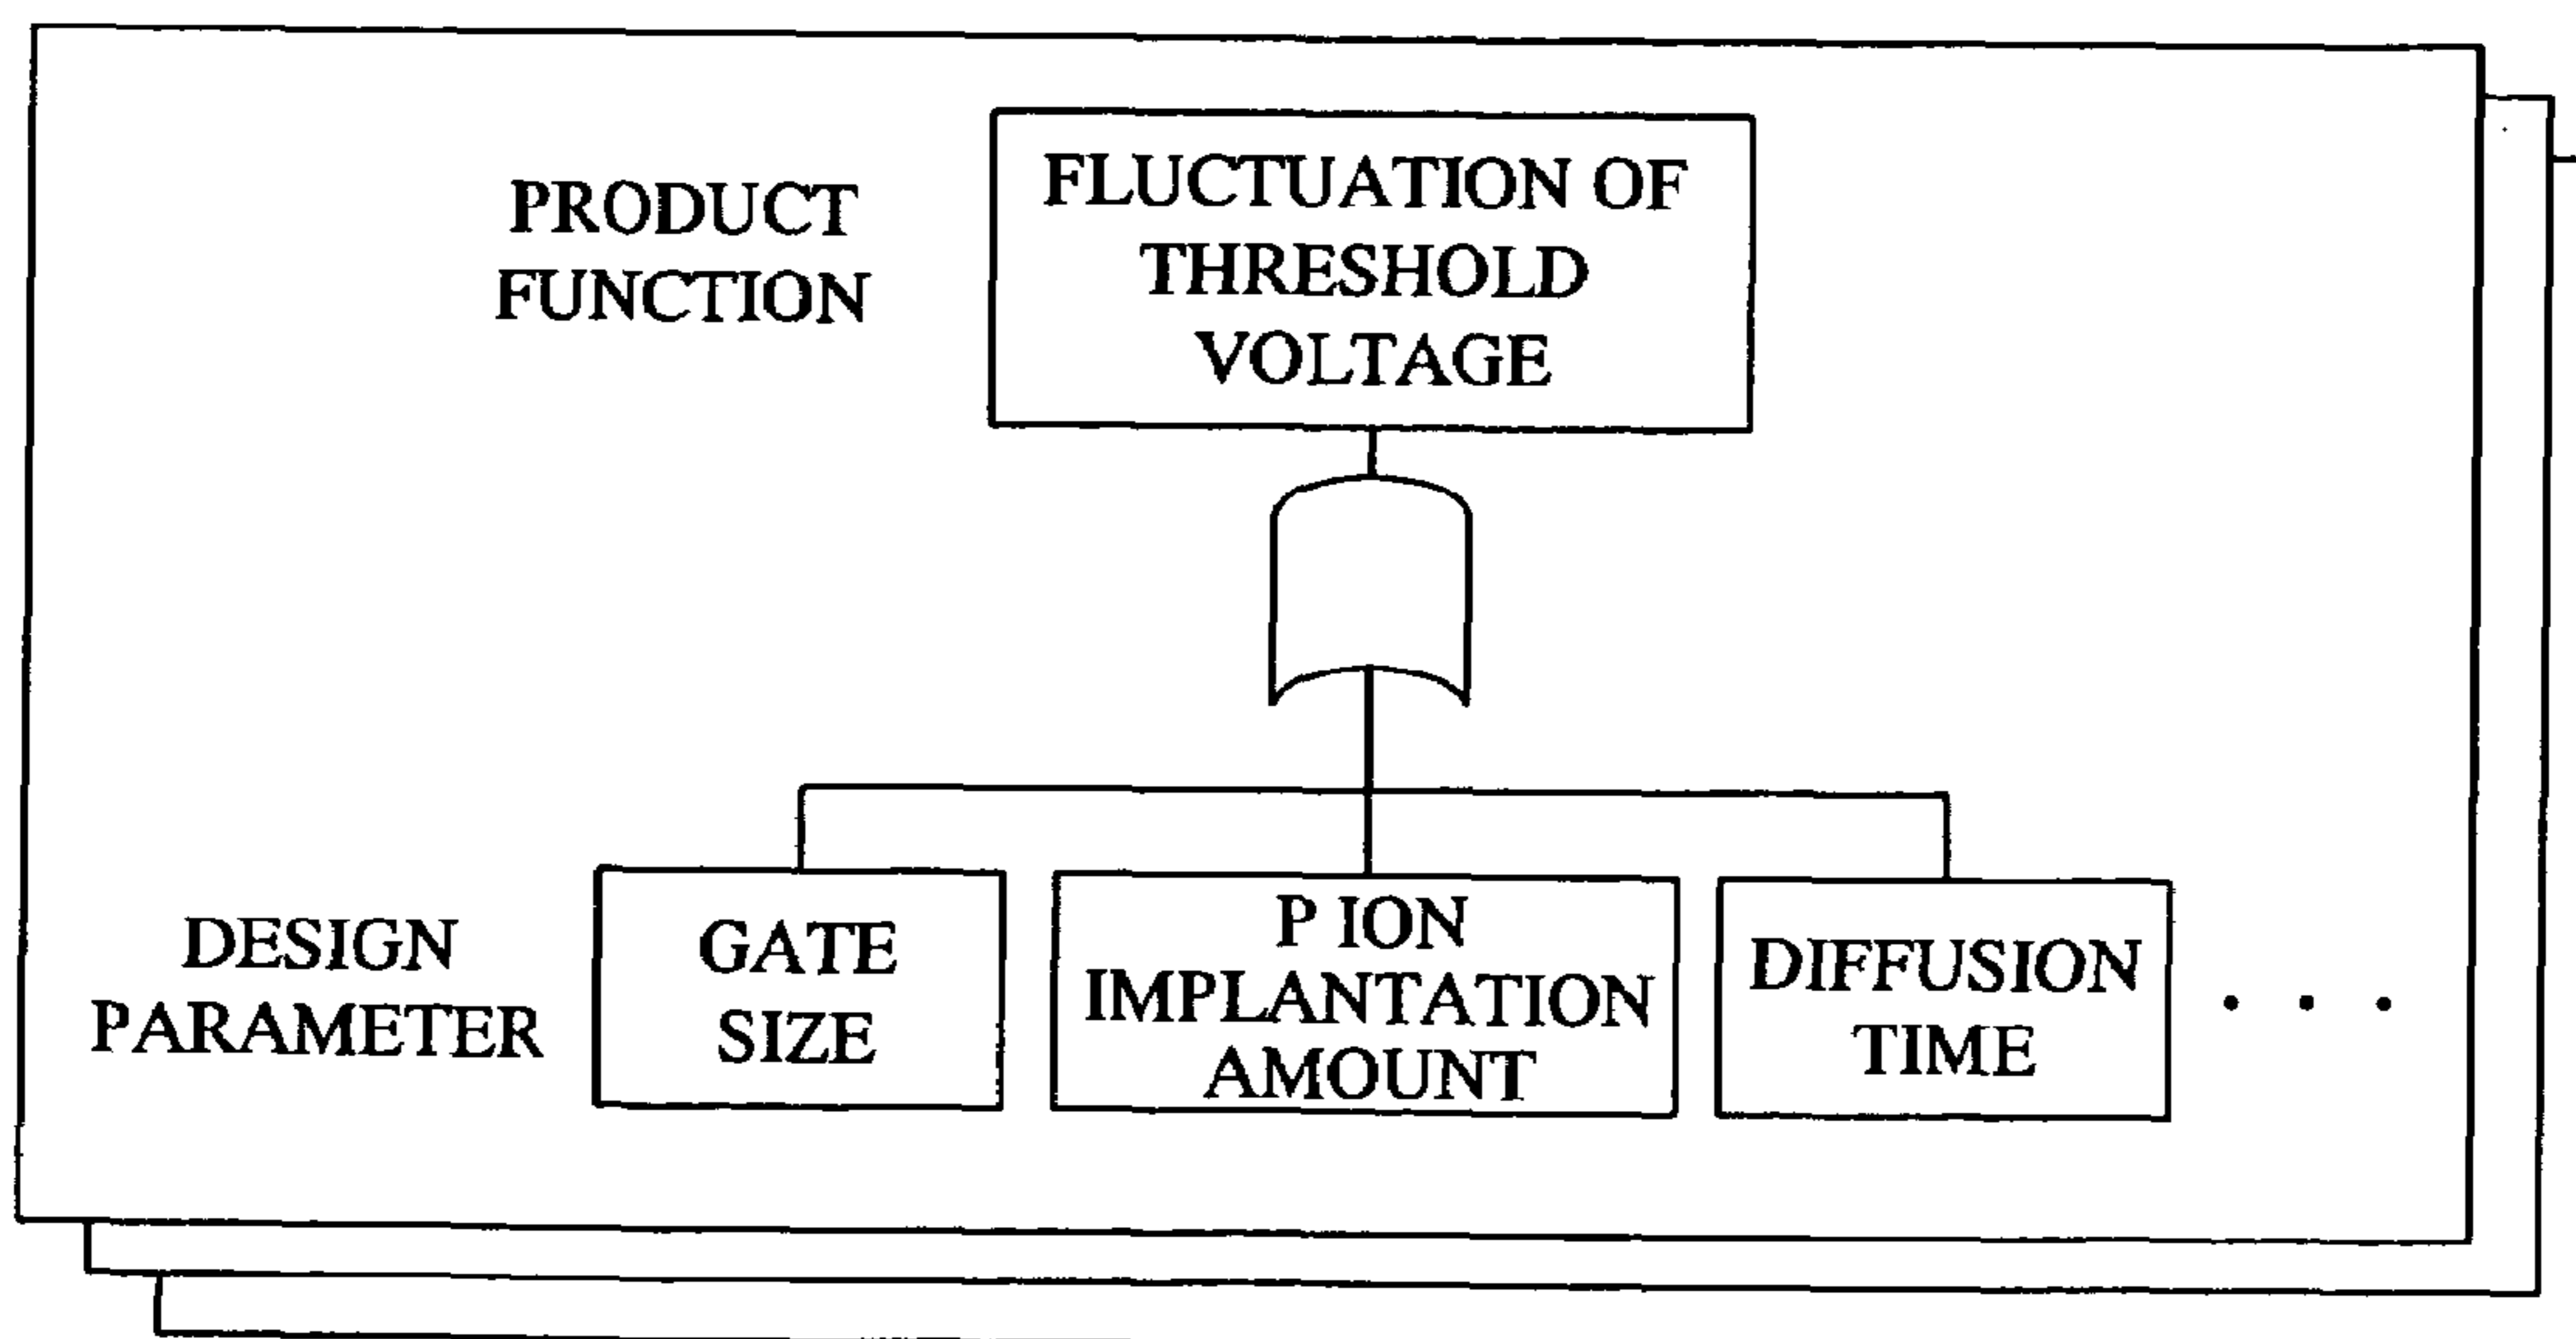 PRODUCT
FUNCTION
FLUCTUATION OF
THRESHOLD
VOLTAGE
DESIGN
PARAMETER
GATE
SIZE
P ION
IMPLANTATION
AMOUNT
DIFFUSION
TIME
. . .